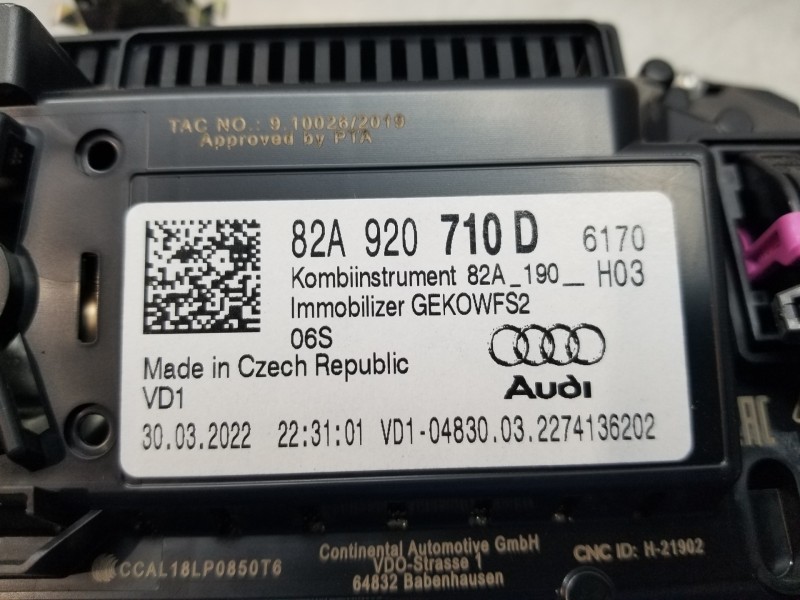 TAC NO.: 9.10026/2019
Approved by PTA
82A 920 710 D 6170
Kombiinstrument 82A_190__ H03
Immobilizer GEKOWFS2
06S
Audi
Made in Czech Republic
VD1
30.03.2022 22:31:01 VD1-04830.03.2274136202
EAC
CCAL18LP0850T6
Continental Automotive GmbH
VDO-Strasse 1
64832 Babenhausen
CNC ID: H-21902